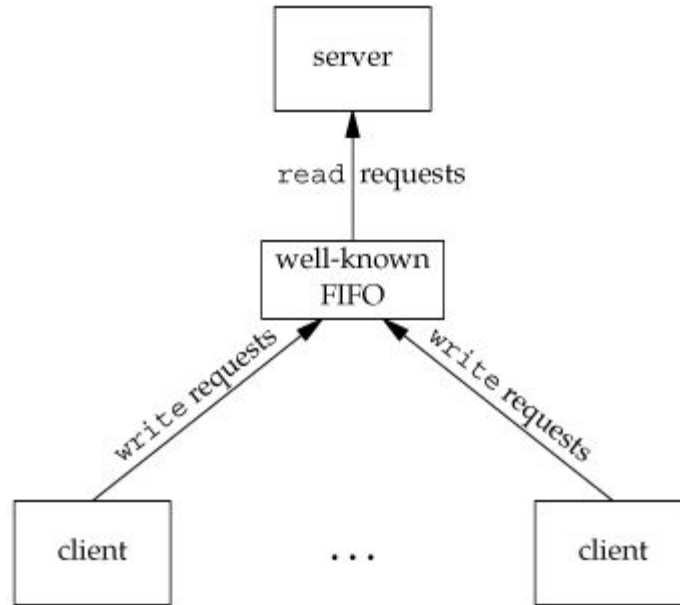 server
read requests
well-known
FIFO
write requests
write requests
client
...
client